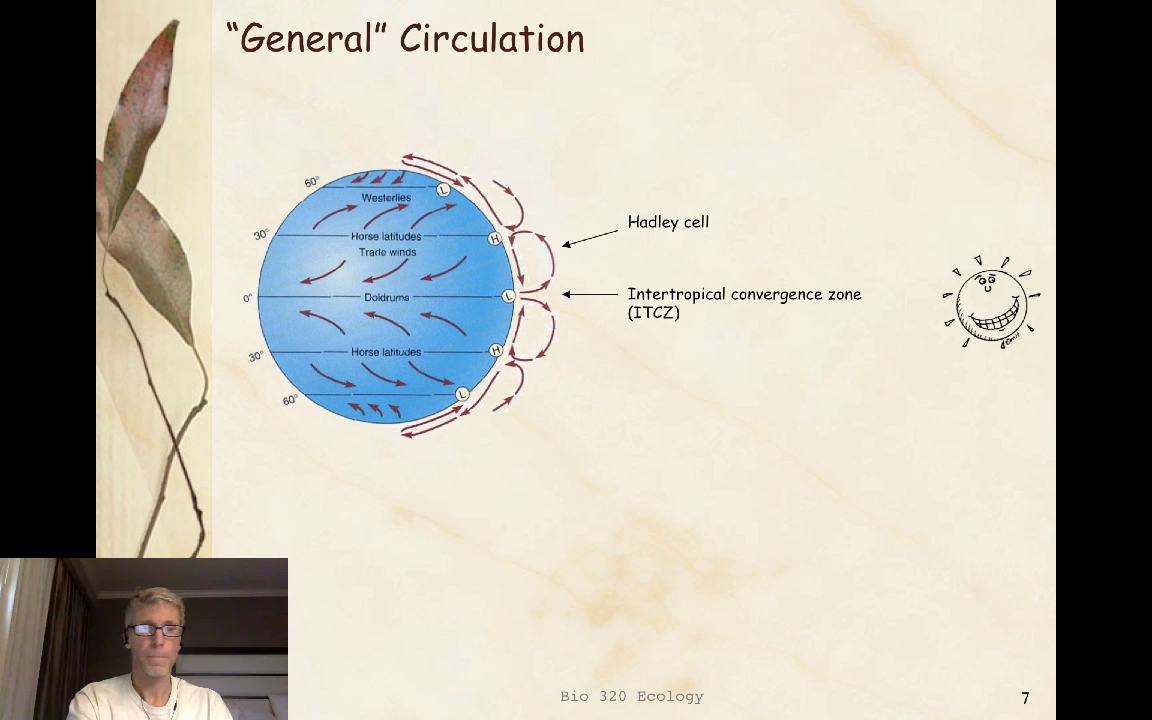 “General” Circulation
60°
L
Westerlies
30°
Horse latitudes
H
Trade winds
Hadley cell
0°
Doldrums
L
Intertropical convergence zone
(ITCZ)
30°
Horse latitudes
H
60°
L
Bio 320 Ecology
7